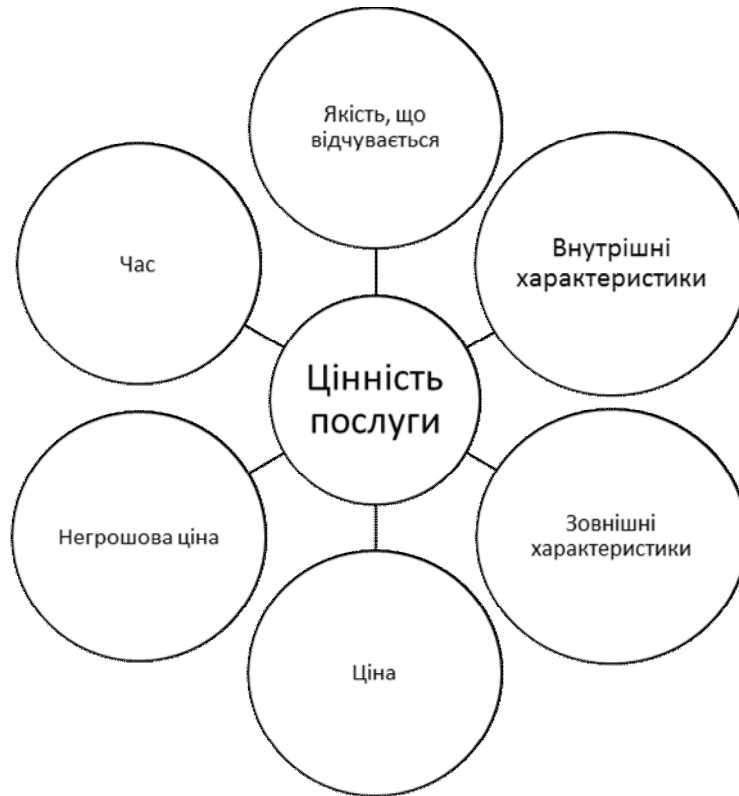 Якість, що
відчувається
Внутрішні
характеристики
Час
Цінність
послуги
Негрошова ціна
Зовнішні
характеристики
Ціна